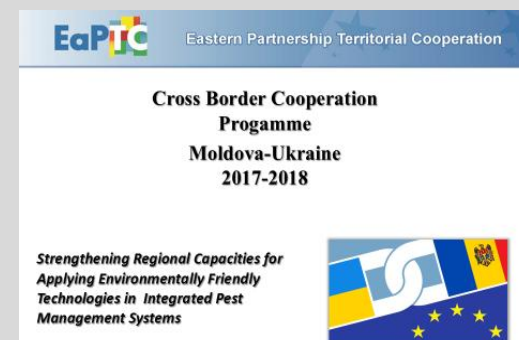 EaPTC
Eastern Partnership Territorial Cooperation
Cross Border Cooperation
Progamme
Moldova-Ukraine
2017-2018
Strengthening Regional Capacities for
Applying Environmentally Friendly
Technologies in Integrated Pest
Management Systems